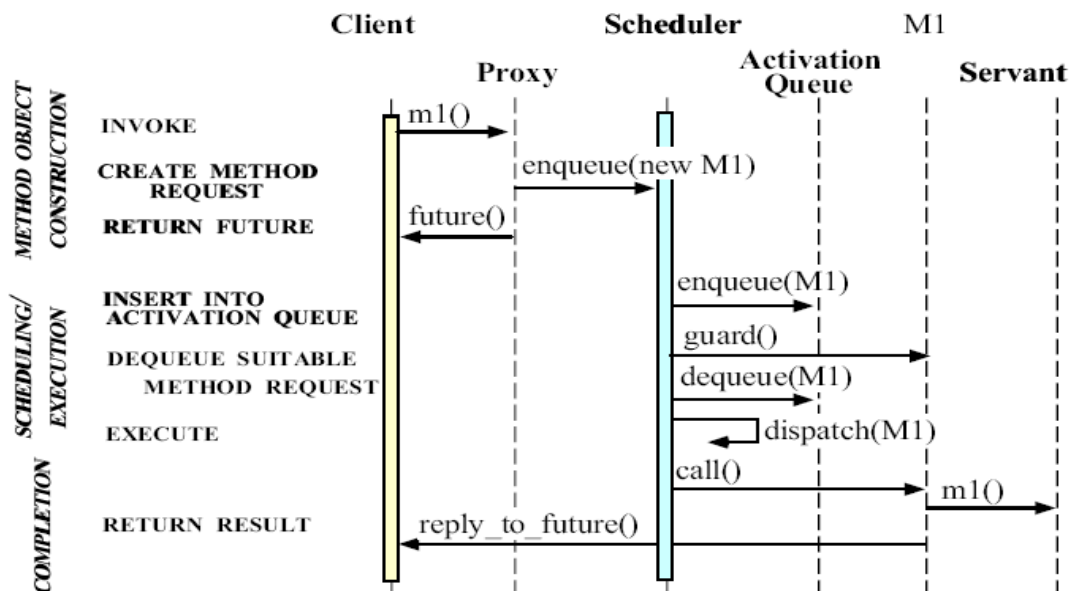 Client
Scheduler
M1
Proxy
Activation
Queue
Servant
METHOD OBJECT
CONSTRUCTION
INVOKE
m1()
CREATE METHOD
REQUEST
enqueue(new M1)
RETURN FUTURE
future()
SCHEDULING/
EXECUTION
INSERT INTO
ACTIVATION QUEUE
enqueue(M1)
DEQUEUE SUITABLE
METHOD REQUEST
guard()
dequeue(M1)
EXECUTE
dispatch(M1)
COMPLETION
call()
m1()
RETURN RESULT
reply_to_future()